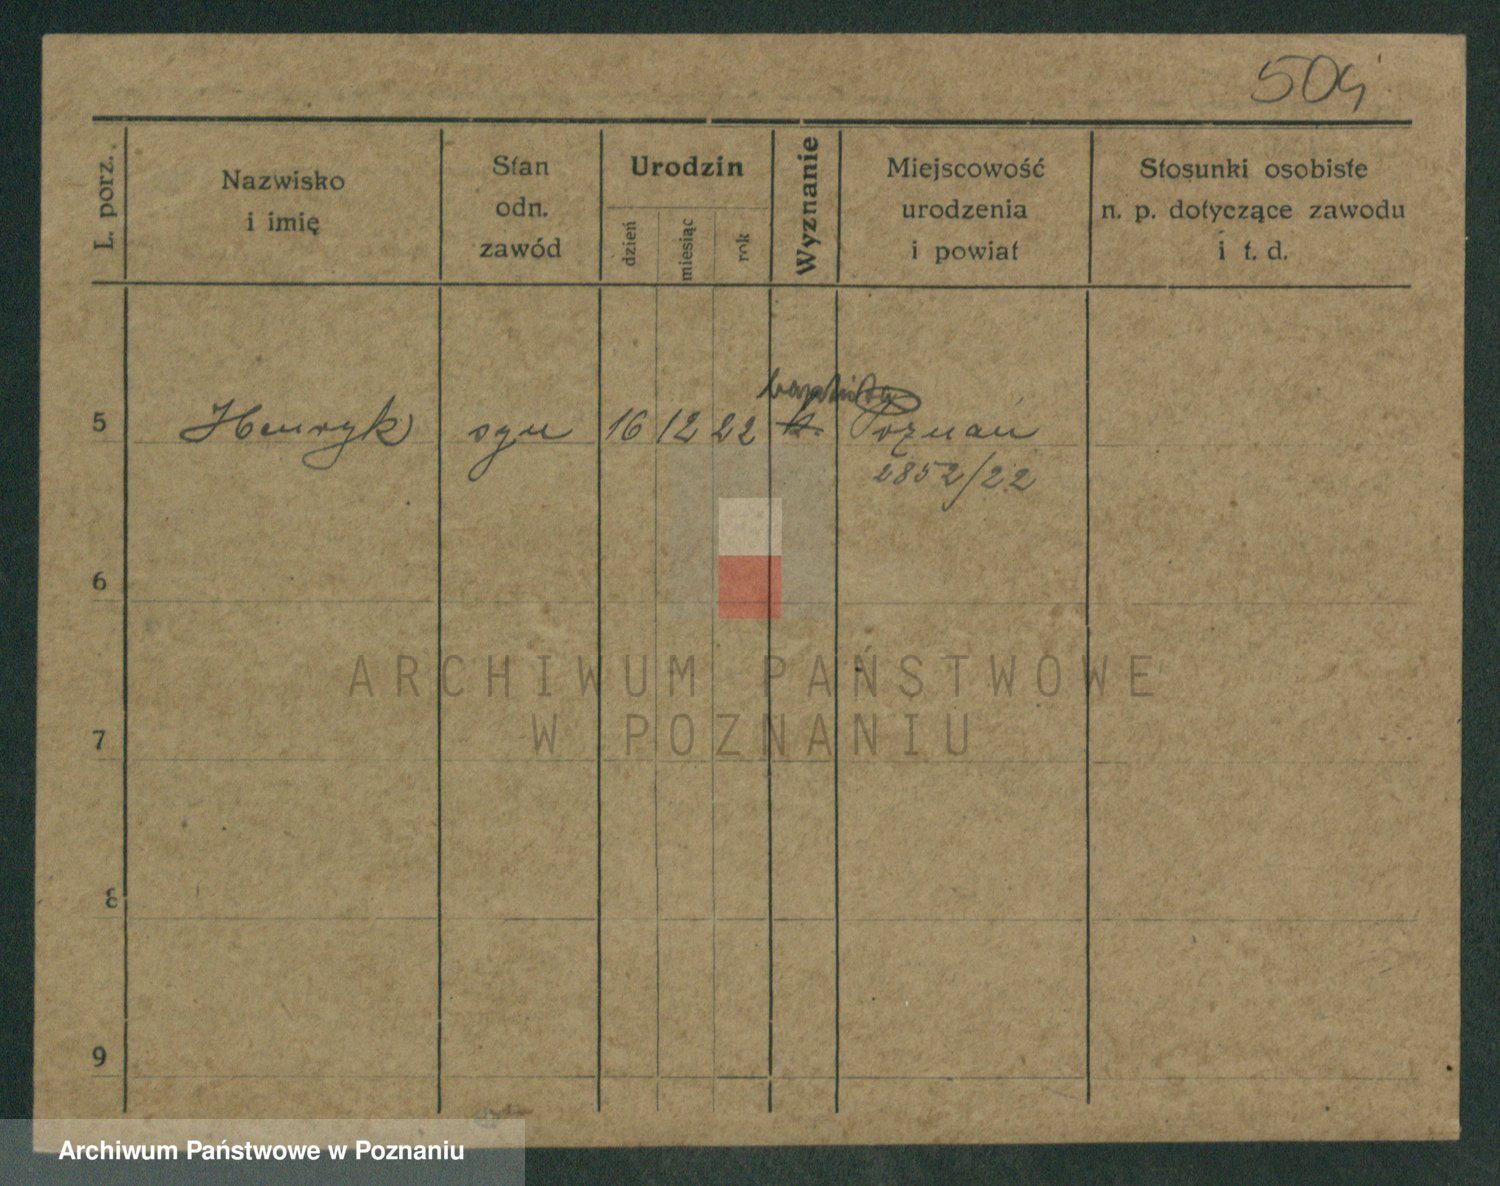 504
L. porz.
Nazwisko
i imię
Stan
odn.
zawód
Urodzin
dzień
miesiąc
rok
Wyznanie
Miejscowość
urodzenia
i powiat
Stosunki osobiste
n. p. dotyczące zawodu
i t. d.
baptista
5 Henryk syn 16 12 22 k. Poznań
2852/22
6
ARCHIWUM PAŃSTWOWE
W POZNANIU
7
8
9
Archiwum Państwowe w Poznaniu